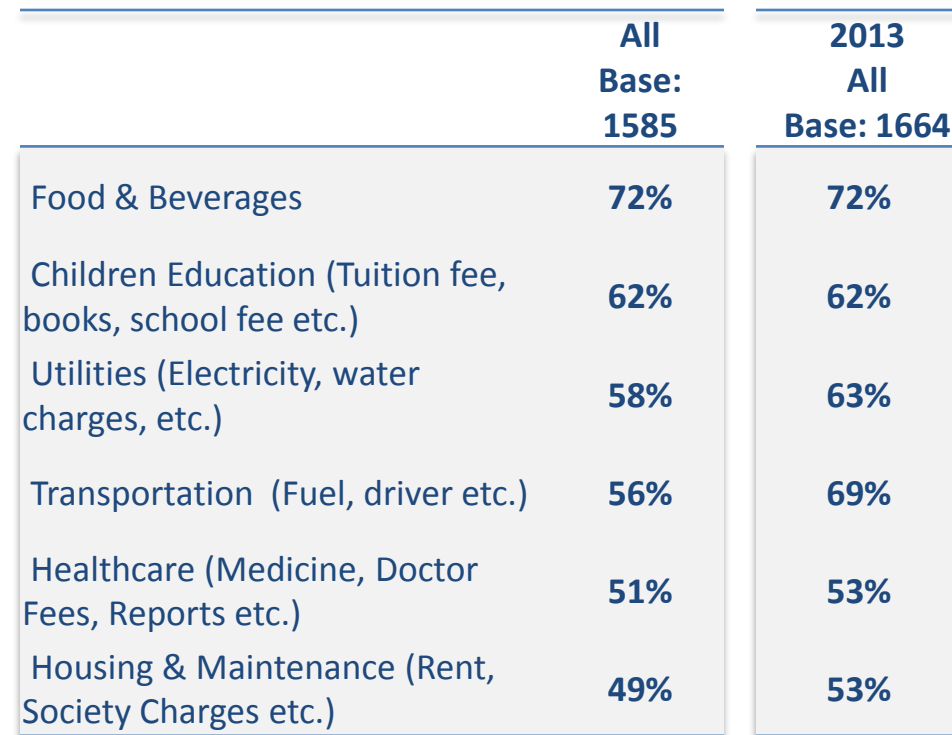 All 2013
Base: All
1585 Base: 1664
Food & Beverages 72% 72%
Children Education (Tuition fee,
books, school fee etc.) 62% 62%
Utilities (Electricity, water
charges, etc.) 58% 63%
Transportation (Fuel, driver etc.) 56% 69%
Healthcare (Medicine, Doctor
Fees, Reports etc.) 51% 53%
Housing & Maintenance (Rent,
Society Charges etc.) 49% 53%